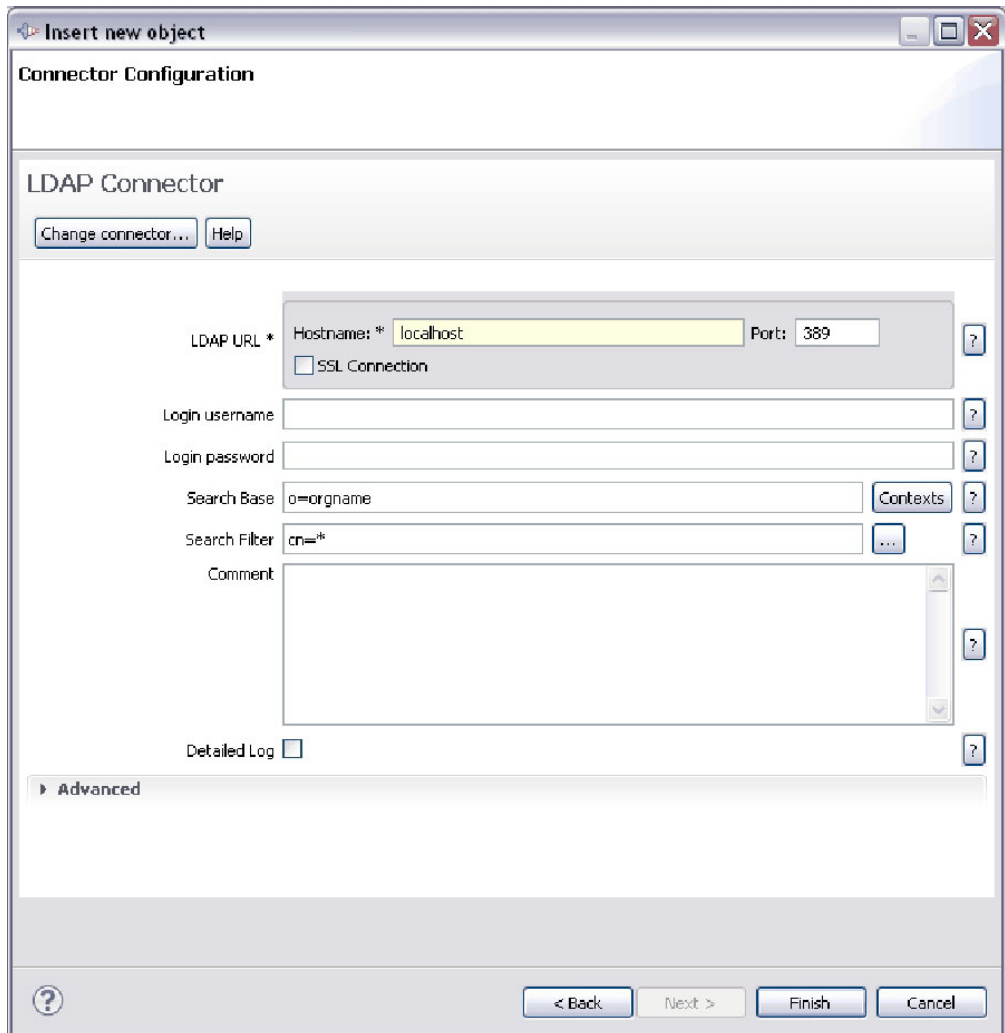 Insert new object
Connector Configuration
LDAP Connector
Change connector... Help
LDAP URL * Hostname: * localhost Port: 389 ?
SSL Connection
Login username ?
Login password ?
Search Base o=orgname Contexts ?
Search Filter cn=* ... ?
Comment
?
Detailed Log ?
Advanced
? < Back Next > Finish Cancel